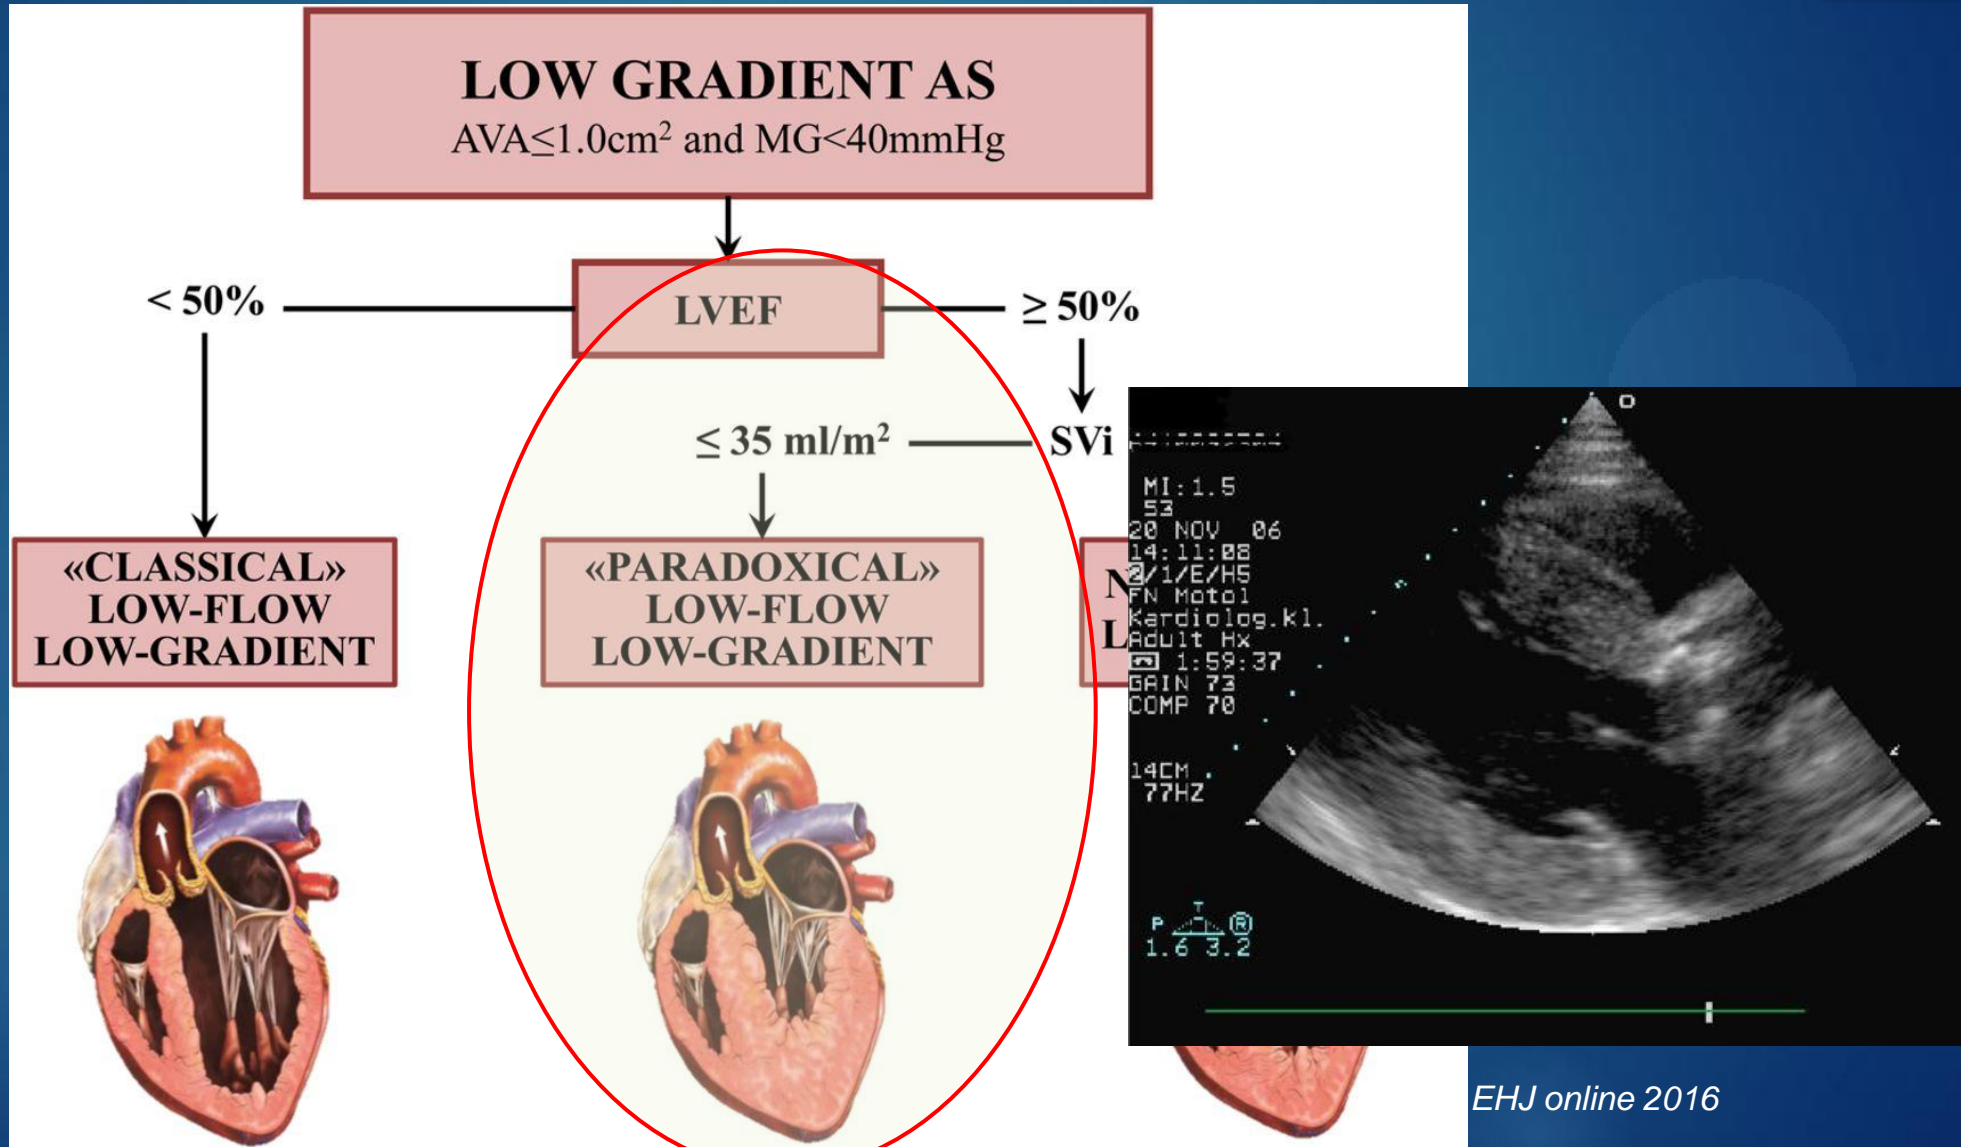 LOW GRADIENT AS
AVA≤1.0cm² and MG<40mmHg
< 50%
LVEF
≥ 50%
≤ 35 ml/m²
SVi
«CLASSICAL»
LOW-FLOW
LOW-GRADIENT
«PARADOXICAL»
LOW-FLOW
LOW-GRADIENT
N
L
MI:1.5
53
20 NOV 06
14:11:08
2/1/E/H5
FN Motol
Kardiolog.kl.
Adult Hx
1:59:37
GAIN 73
COMP 70
14CM
77HZ
P T R
1.6 3.2
EHJ online 2016